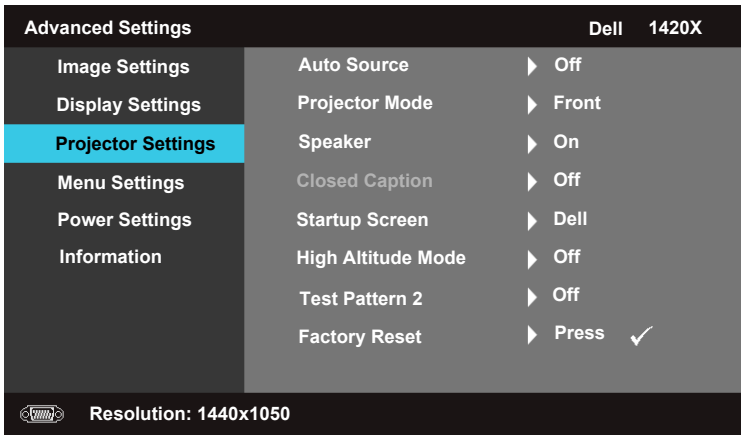 Advanced Settings Dell 1420X
Image Settings Auto Source Off
Display Settings Projector Mode Front
Projector Settings Speaker On
Menu Settings Closed Caption Off
Power Settings Startup Screen Dell
Information High Altitude Mode Off
Test Pattern 2 Off
Factory Reset Press
Resolution: 1440x1050